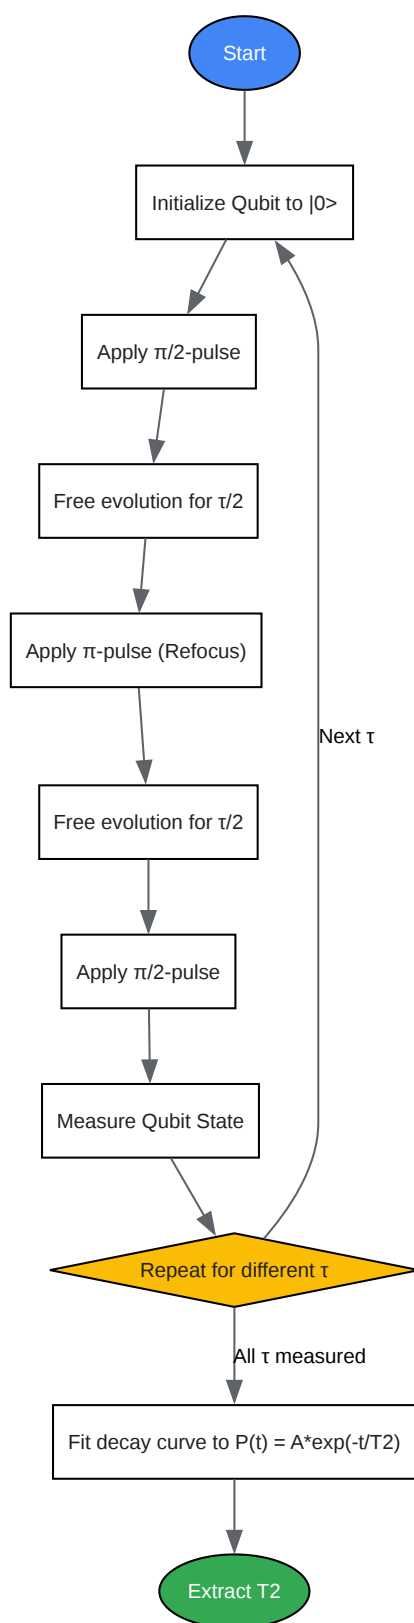 Start
Initialize Qubit to |0>
Apply π/2-pulse
Free evolution for τ/2
Apply π-pulse (Refocus)
Next τ
Free evolution for τ/2
Apply π/2-pulse
Measure Qubit State
Repeat for different τ
All τ measured
Fit decay curve to P(t) = A*exp(-t/T2)
Extract T2